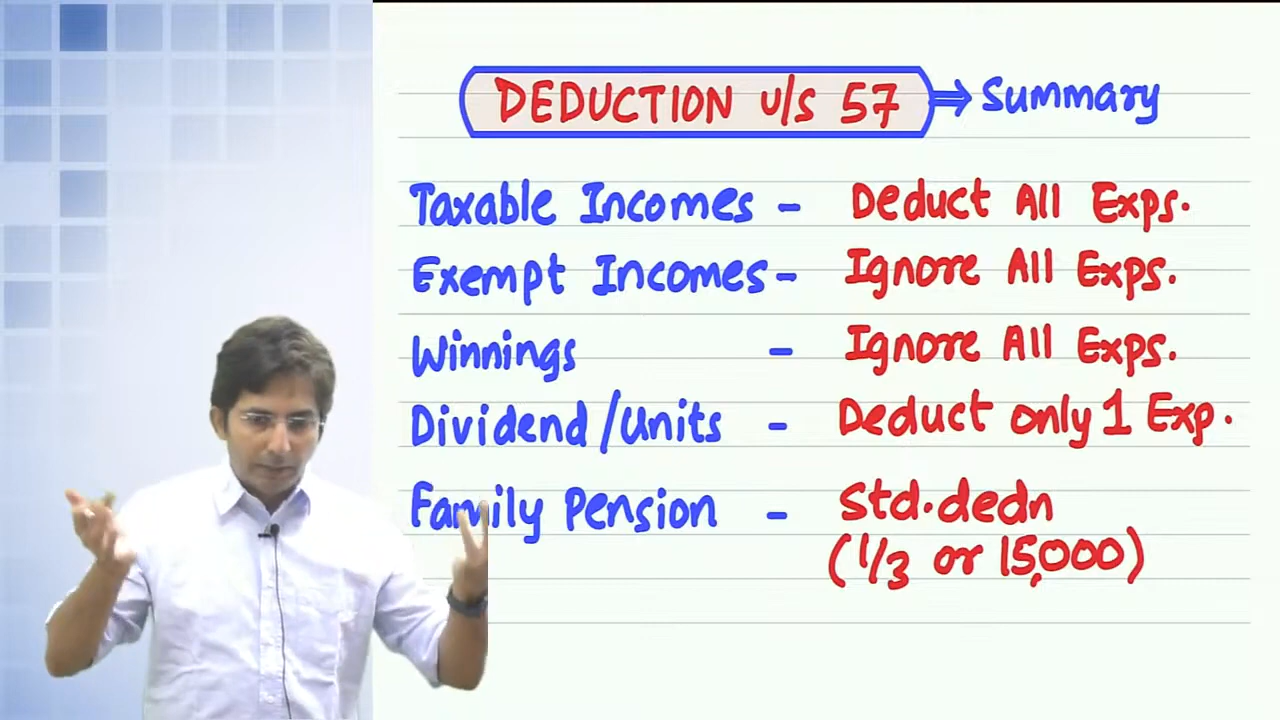 DEDUCTION u/s 57 ⇒ Summary
Taxable Incomes - Deduct All Exps.
Exempt Incomes - Ignore All Exps.
Winnings - Ignore All Exps.
Dividend/Units - Deduct only 1 Exp.
Family Pension - Std. dedn
(1/3 or 15,000)